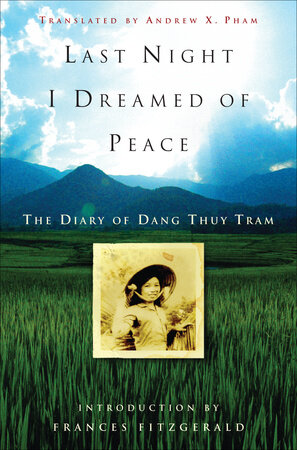 Translated by Andrew X. Pham
Last Night
I Dreamed of
Peace
The Diary of Dang Thuy Tram
INTRODUCTION BY
FRANCES FITZGERALD